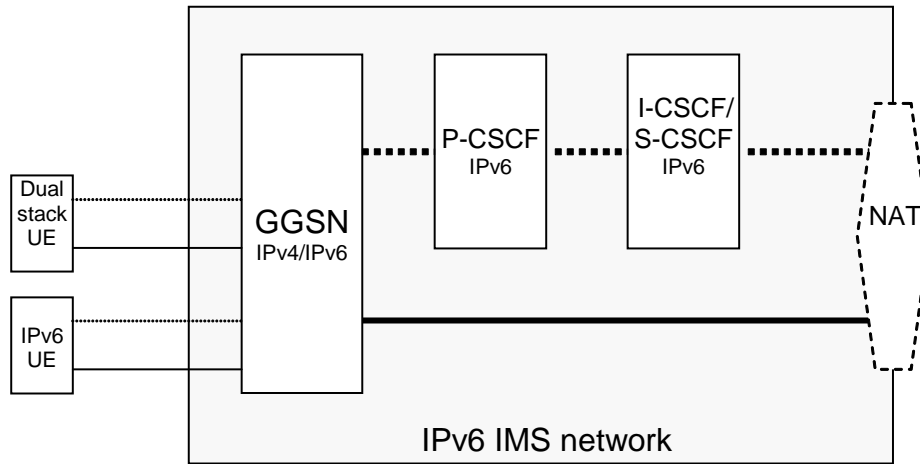 Dual
stack
UE
IPv6
UE
GGSN
IPv4/IPv6
P-CSCF
IPv6
I-CSCF/
S-CSCF
IPv6
NAT
IPv6 IMS network